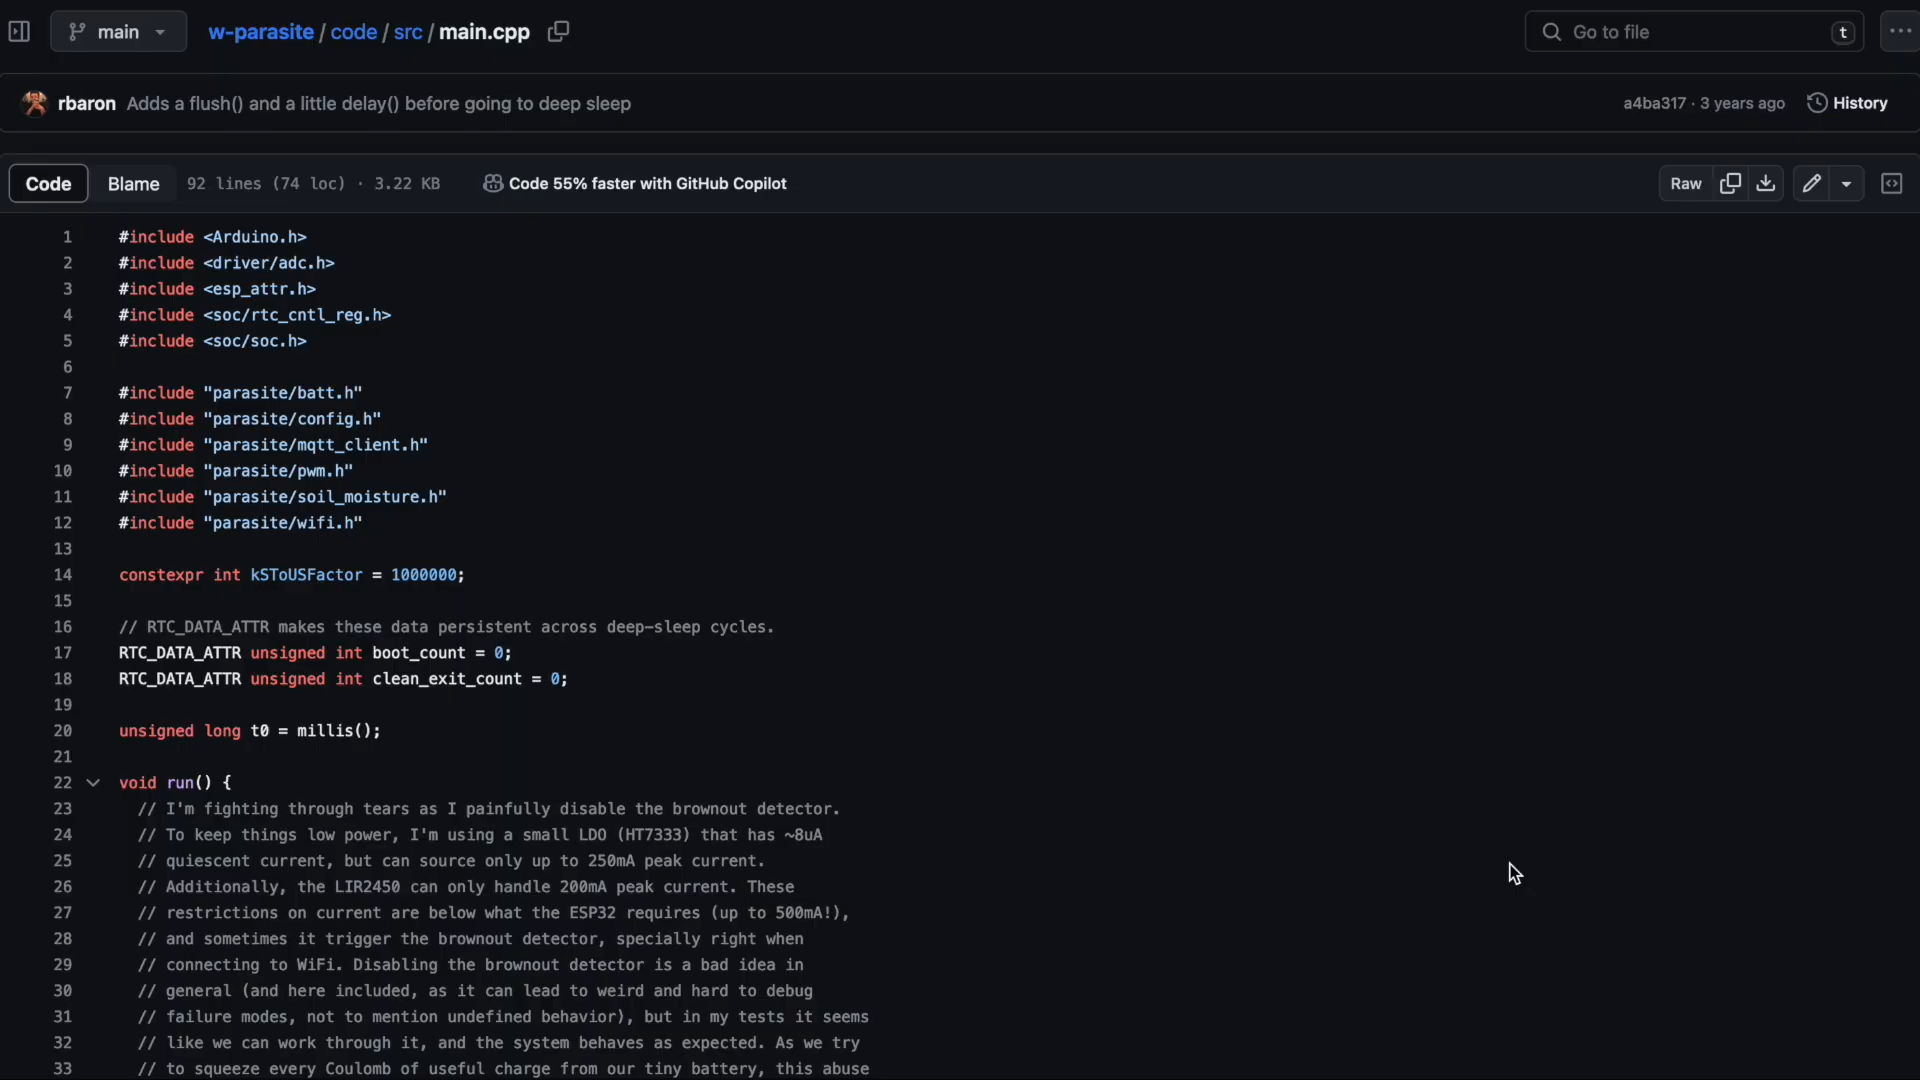 main
w-parasite / code / src / main.cpp
Go to file
t
rbaron Adds a flush() and a little delay() before going to deep sleep
a4ba317 · 3 years ago
History
Code
Blame
92 lines (74 loc) · 3.22 KB
Code 55% faster with GitHub Copilot
Raw
1 #include <Arduino.h>
2 #include <driver/adc.h>
3 #include <esp_attr.h>
4 #include <soc/rtc_cntl_reg.h>
5 #include <soc/soc.h>
6
7 #include "parasite/batt.h"
8 #include "parasite/config.h"
9 #include "parasite/mqtt_client.h"
10 #include "parasite/pwm.h"
11 #include "parasite/soil_moisture.h"
12 #include "parasite/wifi.h"
13
14 constexpr int kSToUSFactor = 1000000;
15
16 // RTC_DATA_ATTR makes these data persistent across deep-sleep cycles.
17 RTC_DATA_ATTR unsigned int boot_count = 0;
18 RTC_DATA_ATTR unsigned int clean_exit_count = 0;
19
20 unsigned long t0 = millis();
21
22 void run() {
23 // I'm fighting through tears as I painfully disable the brownout detector.
24 // To keep things low power, I'm using a small LDO (HT7333) that has ~8uA
25 // quiescent current, but can source only up to 250mA peak current.
26 // Additionally, the LIR2450 can only handle 200mA peak current. These
27 // restrictions on current are below what the ESP32 requires (up to 500mA!),
28 // and sometimes it trigger the brownout detector, specially right when
29 // connecting to WiFi. Disabling the brownout detector is a bad idea in
30 // general (and here included, as it can lead to weird and hard to debug
31 // failure modes, not to mention undefined behavior), but in my tests it seems
32 // like we can work through it, and the system behaves as expected. As we try
33 // to squeeze every Coulomb of useful charge from our tiny battery, this abuse